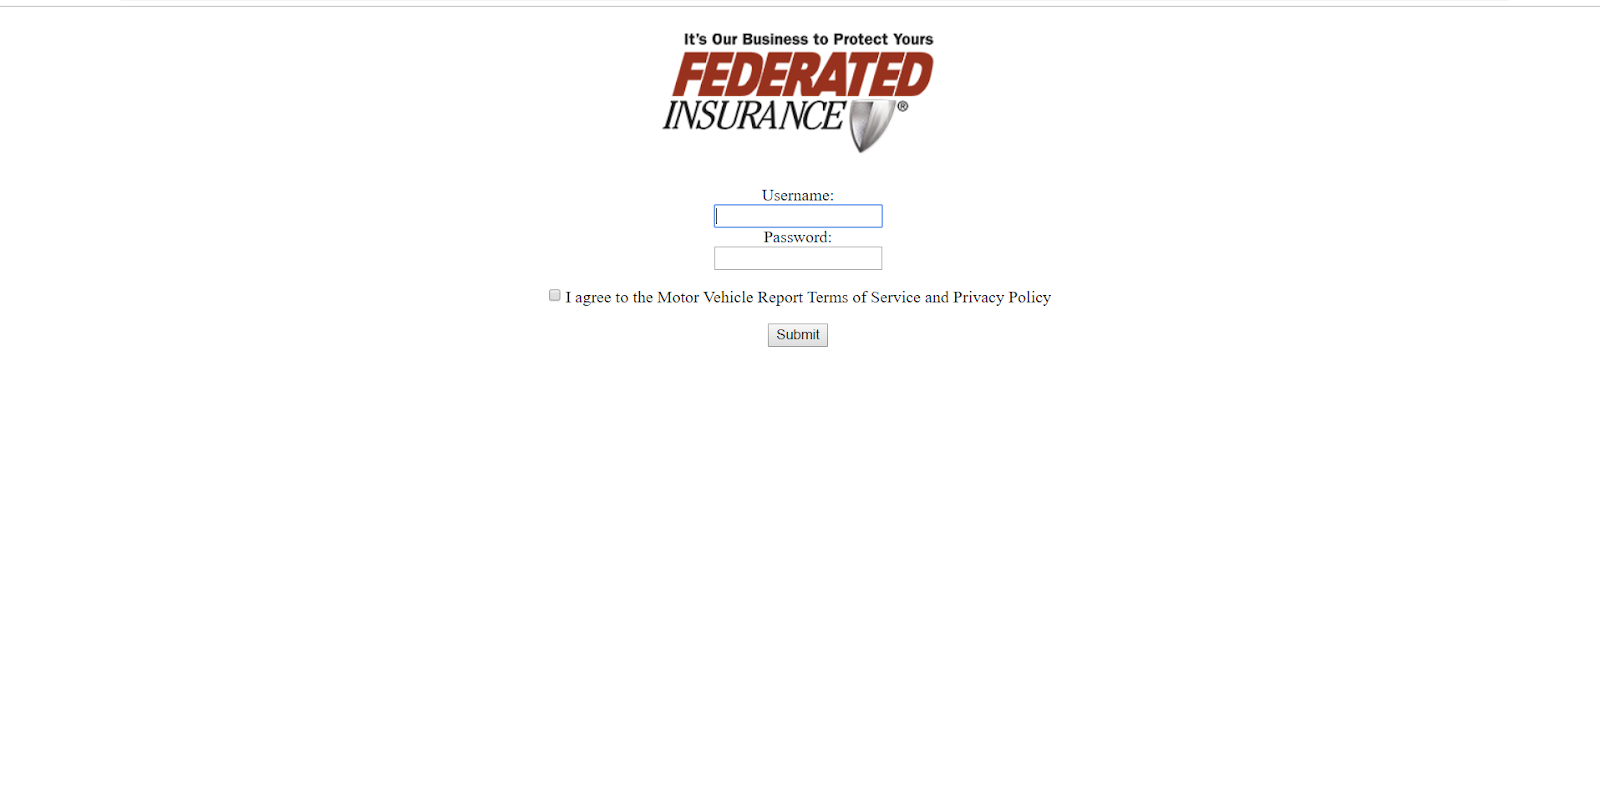 It's Our Business to Protect Yours
FEDERATED
INSURANCE®
Username:
Password:
I agree to the Motor Vehicle Report Terms of Service and Privacy Policy
Submit